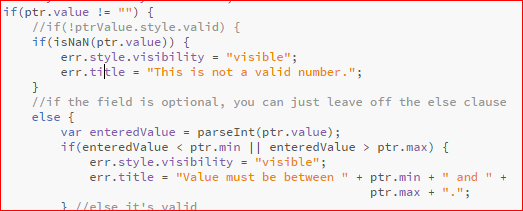 if(ptr.value != "") {
//if(!ptrValue.style.valid) {
if(isNaN(ptr.value)) {
err.style.visibility = "visible";
err.title = "This is not a valid number.";
}
//if the field is optional, you can just leave off the else clause
else {
var enteredValue = parseInt(ptr.value);
if(enteredValue < ptr.min || enteredValue > ptr.max) {
err.style.visibility = "visible";
err.title = "Value must be between " + ptr.min + " and " +
ptr.max + ".";
} //else it's valid